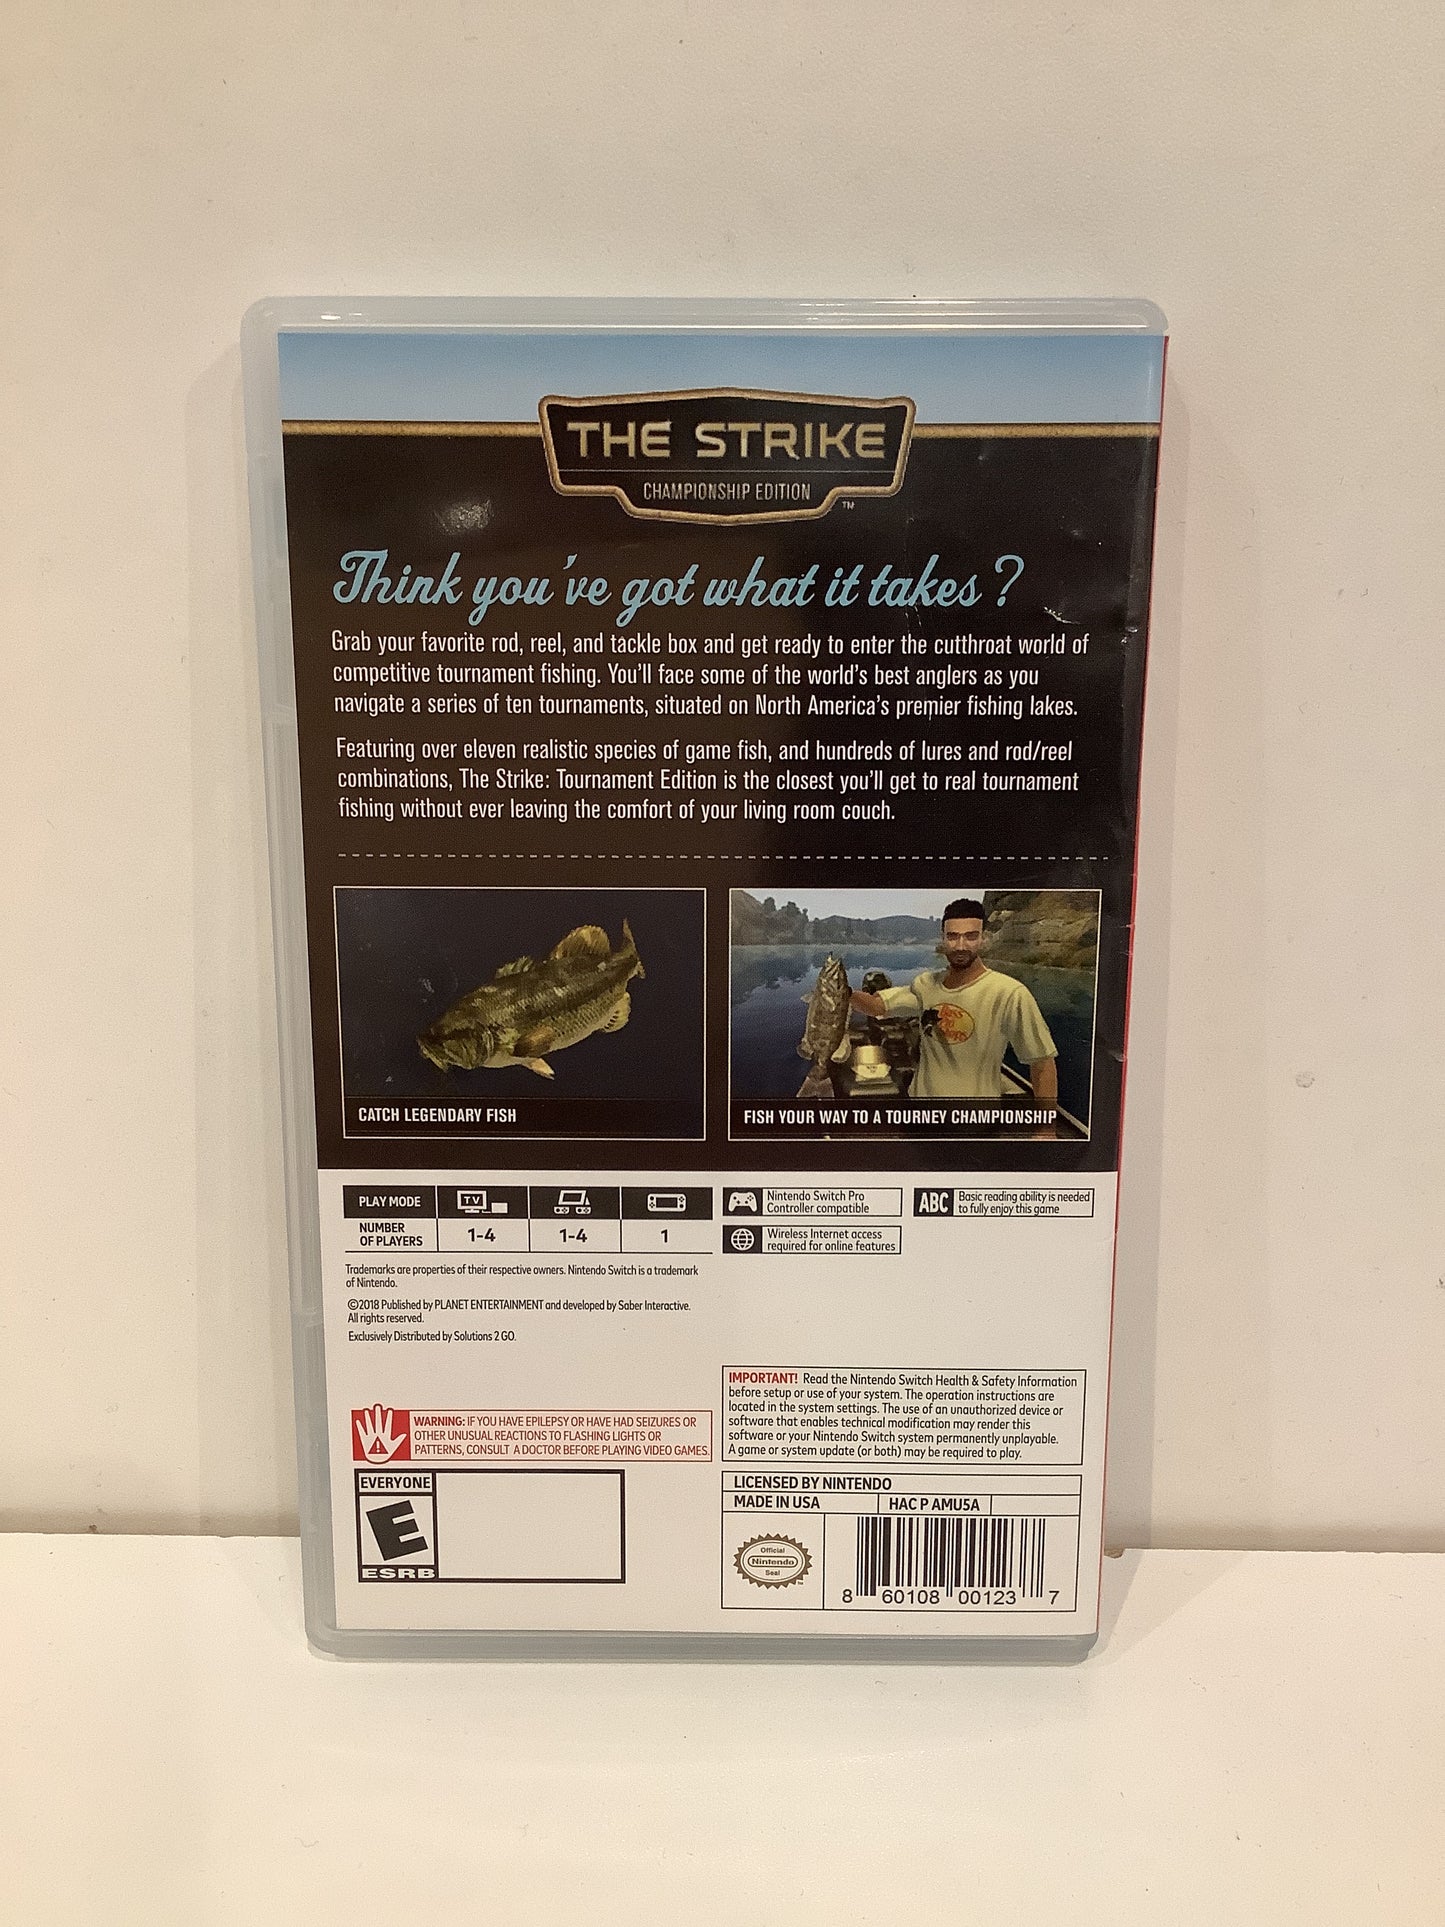 THE STRIKE
CHAMPIONSHIP EDITION
TM
Think you've got what it takes?
Grab your favorite rod, reel, and tackle box and get ready to enter the cutthroat world of
competitive tournament fishing. You'll face some of the world's best anglers as you
navigate a series of ten tournaments, situated on North America's premier fishing lakes.
Featuring over eleven realistic species of game fish, and hundreds of lures and rod/reel
combinations, The Strike: Tournament Edition is the closest you'll get to real tournament
fishing without ever leaving the comfort of your living room couch.
Bass
Pro
Shops
CATCH LEGENDARY FISH
FISH YOUR WAY TO A TOURNEY CHAMPIONSHIP
PLAY MODE TV
NUMBER
OF PLAYERS 1-4 1-4 1
Nintendo Switch Pro
Controller compatible
ABC Basic reading ability is needed
to fully enjoy this game
Wireless Internet access
required for online features
Trademarks are properties of their respective owners. Nintendo Switch is a trademark
of Nintendo.
©2018 Published by PLANET ENTERTAINMENT and developed by Saber Interactive.
All rights reserved.
Exclusively Distributed by Solutions 2 GO.
IMPORTANT! Read the Nintendo Switch Health & Safety Information
before setup or use of your system. The operation instructions are
located in the system settings. The use of an unauthorized device or
software that enables technical modification may render this
software or your Nintendo Switch system permanently unplayable.
A game or system update (or both) may be required to play.
WARNING: IF YOU HAVE EPILEPSY OR HAVE HAD SEIZURES OR
OTHER UNUSUAL REACTIONS TO FLASHING LIGHTS OR
PATTERNS, CONSULT A DOCTOR BEFORE PLAYING VIDEO GAMES.
EVERYONE
E
ESRB
LICENSED BY NINTENDO
MADE IN USA HAC P AMU5A
Official
Nintendo
Seal
TM
8 60108 00123 7